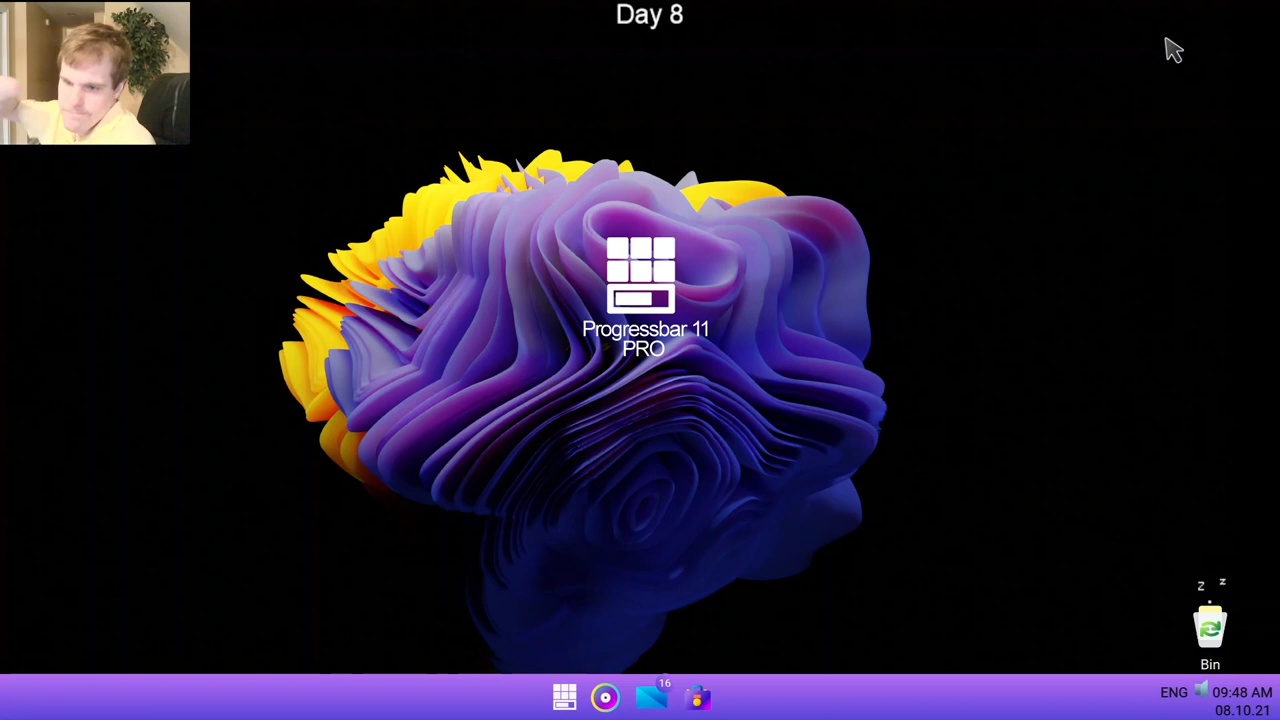 Day 8
Progressbar 11
PRO
z z
Bin
16
ENG 09:48 AM
08.10.21